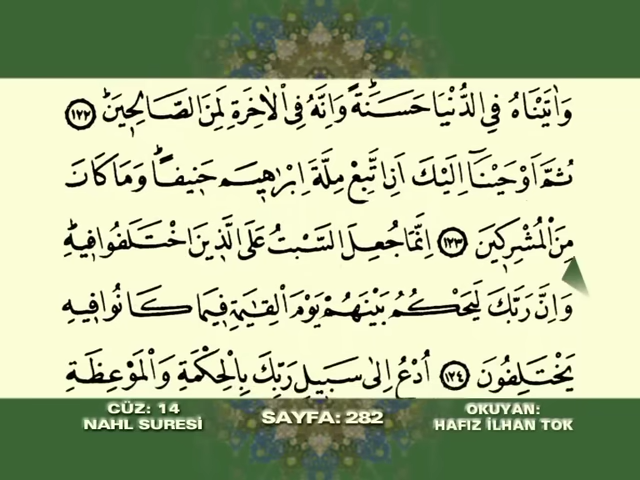 وَاٰتَيْنَاهُ فِي الدُّنْيَا حَسَنَةًۜ وَاِنَّهُ فِي الْاٰخِرَةِ لَمِنَ الصَّالِحٖينَۜ ﴿١٢٢﴾
ثُمَّ اَوْحَيْنَٓا اِلَيْكَ اَنِ اتَّبِعْ مِلَّةَ اِبْرٰهٖيمَ حَنٖيفًاۜ وَمَا كَانَ
مِنَ الْمُشْرِكٖينَ ﴿١٢٣﴾ اِنَّمَا جُعِلَ السَّبْتُ عَلَى الَّذٖينَ اخْتَلَفُوا فٖيهِۜ
وَاِنَّ رَبَّكَ لَيَحْكُمُ بَيْنَهُمْ يَوْمَ الْقِيٰمَةِ فٖيمَا كَانُوا فٖيهِ
يَخْتَلِفُونَ ﴿١٢٤﴾ اُدْعُ اِلٰى سَبٖيلِ رَبِّكَ بِالْحِكْمَةِ وَالْمَوْعِظَةِ
CÜZ: 14
NAHL SURESİ
SAYFA: 282
OKUYAN:
HAFIZ İLHAN TOK